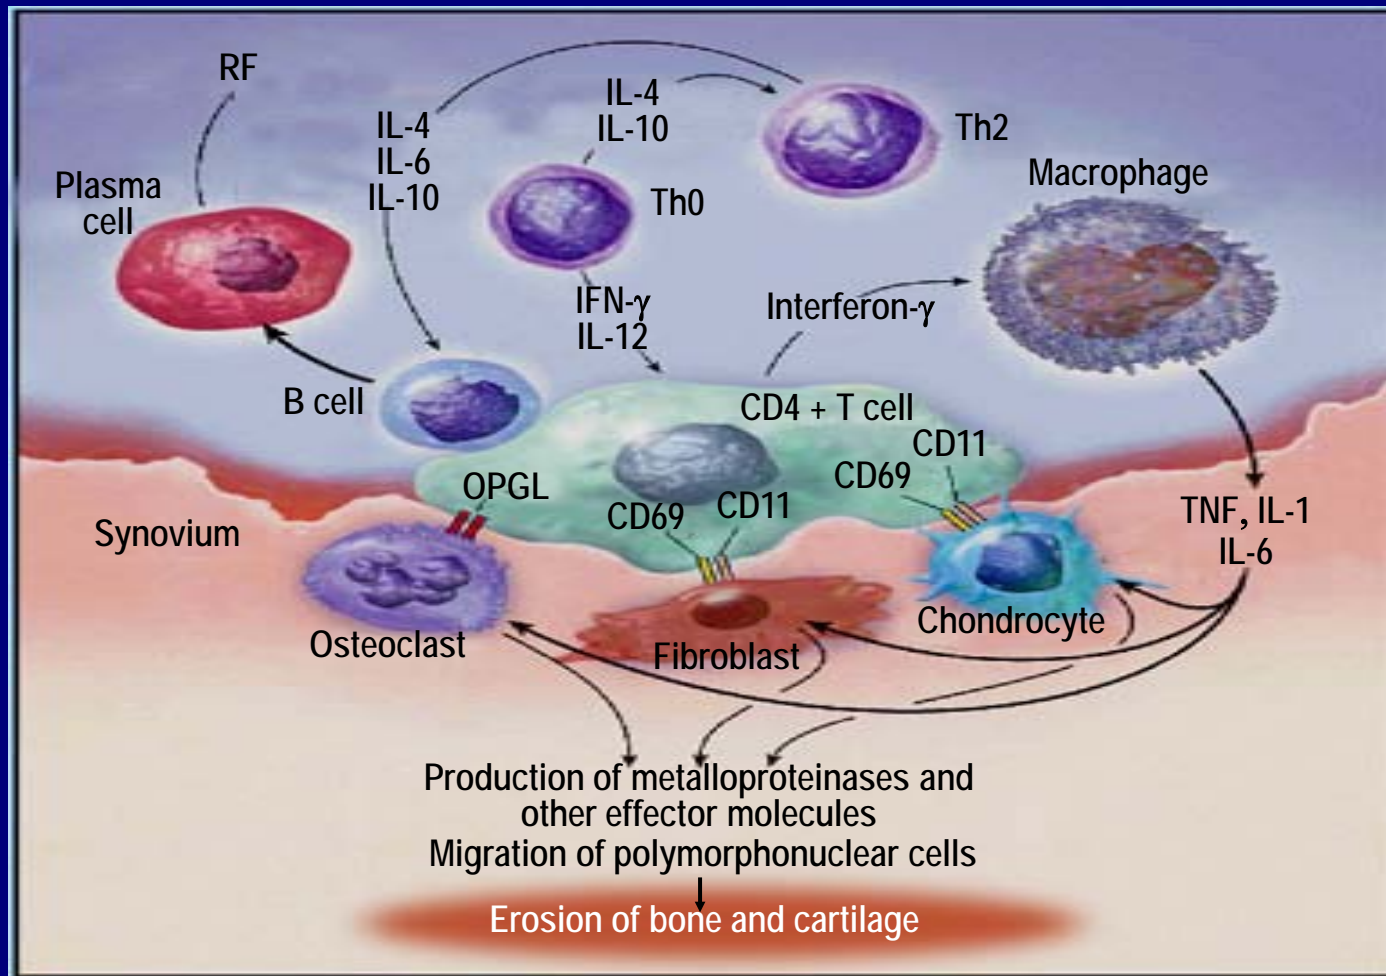 RF
IL-4
IL-6
IL-10
IL-4
IL-10
Th2
Macrophage
Plasma
cell
Th0
IFN-γ
IL-12
Interferon-γ
B cell
CD4 + T cell
CD11
CD69
OPGL
CD69
CD11
Synovium
TNF, IL-1
IL-6
Osteoclast
Fibroblast
Chondrocyte
Production of metalloproteinases and
other effector molecules
Migration of polymorphonuclear cells
Erosion of bone and cartilage